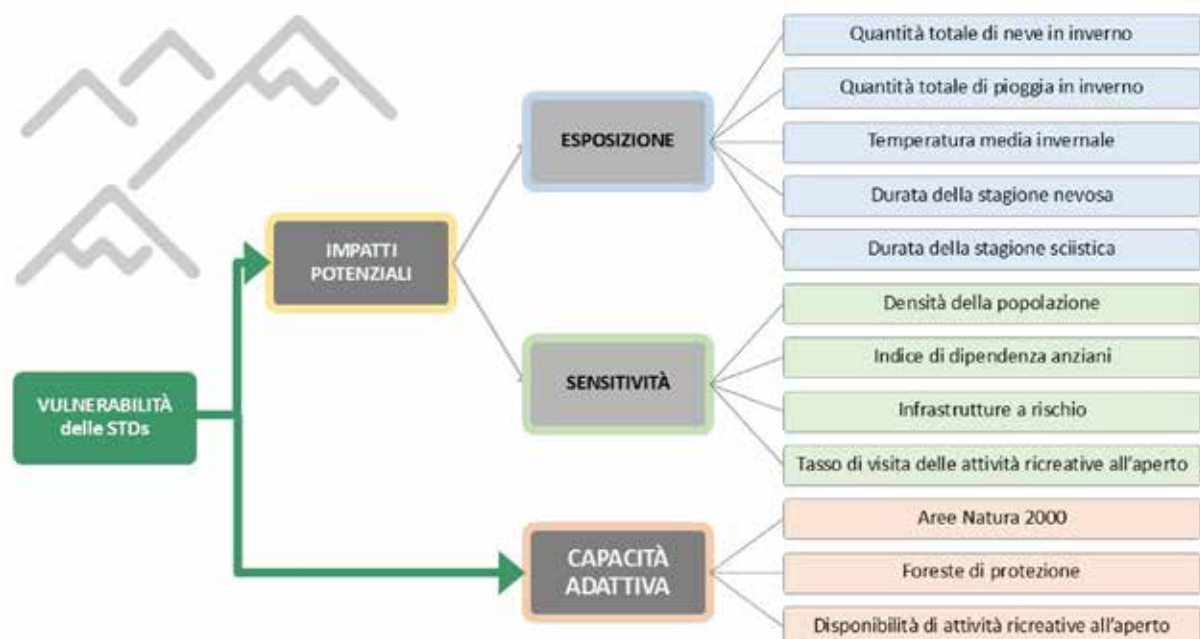 VULNERABILITÀ
delle STDs
IMPATTI
POTENZIALI
ESPOSIZIONE
Quantità totale di neve in inverno
Quantità totale di pioggia in inverno
Temperatura media invernale
Durata della stagione nevosa
Durata della stagione sciistica
SENSITIVITÀ
Densità della popolazione
Indice di dipendenza anziani
Infrastrutture a rischio
Tasso di visita delle attività ricreative all'aperto
CAPACITÀ
ADATTIVA
Aree Natura 2000
Foreste di protezione
Disponibilità di attività ricreative all'aperto